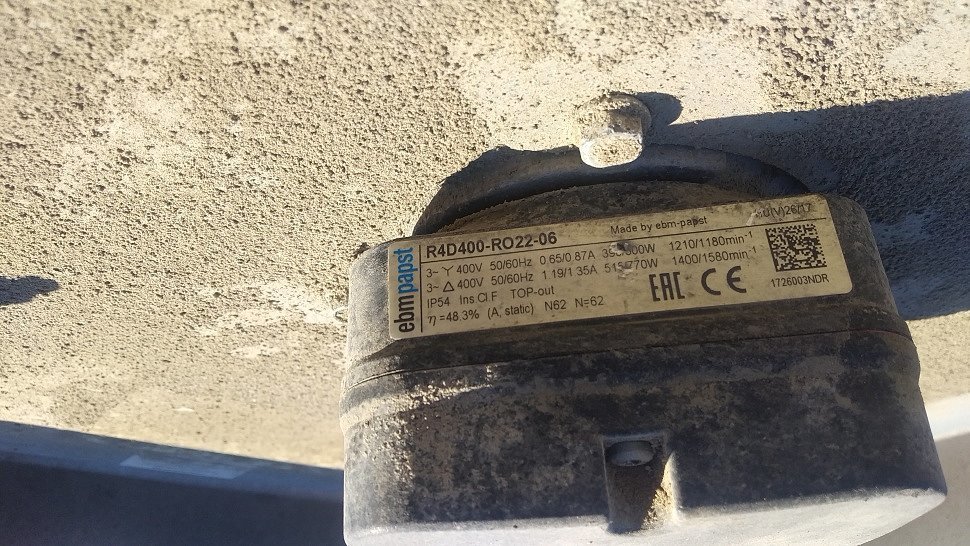 ebmpapst
R4D400-RO22-06 Made by ebm-papst
3~ Y 400V 50/60Hz 0.65/0.87A W 1210/1180min⁻¹
3~ Δ 400V 50/60Hz 1.19/1.35A 515/770W 1400/1580min⁻¹
IP54 Ins Cl F TOP-out EAC CE
η=48.3% (A, static) N62 N=62
1726003NDR